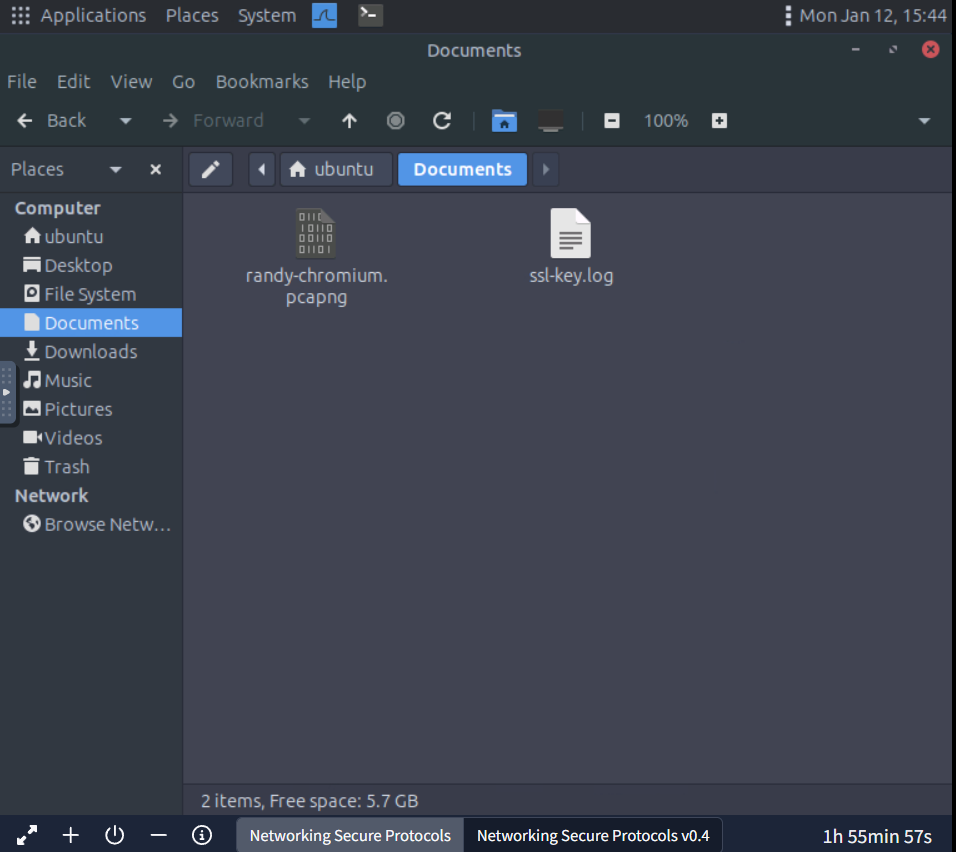 Applications Places System Mon Jan 12, 15:44
Documents
File Edit View Go Bookmarks Help
Back Forward 100%
Places ubuntu Documents
Computer
ubuntu
Desktop
File System
Documents
Downloads
Music
Pictures
Videos
Trash
Network
Browse Netw...
randy-chromium.
pcapng
ssl-key.log
2 items, Free space: 5.7 GB
Networking Secure Protocols Networking Secure Protocols v0.4 1h 55min 57s